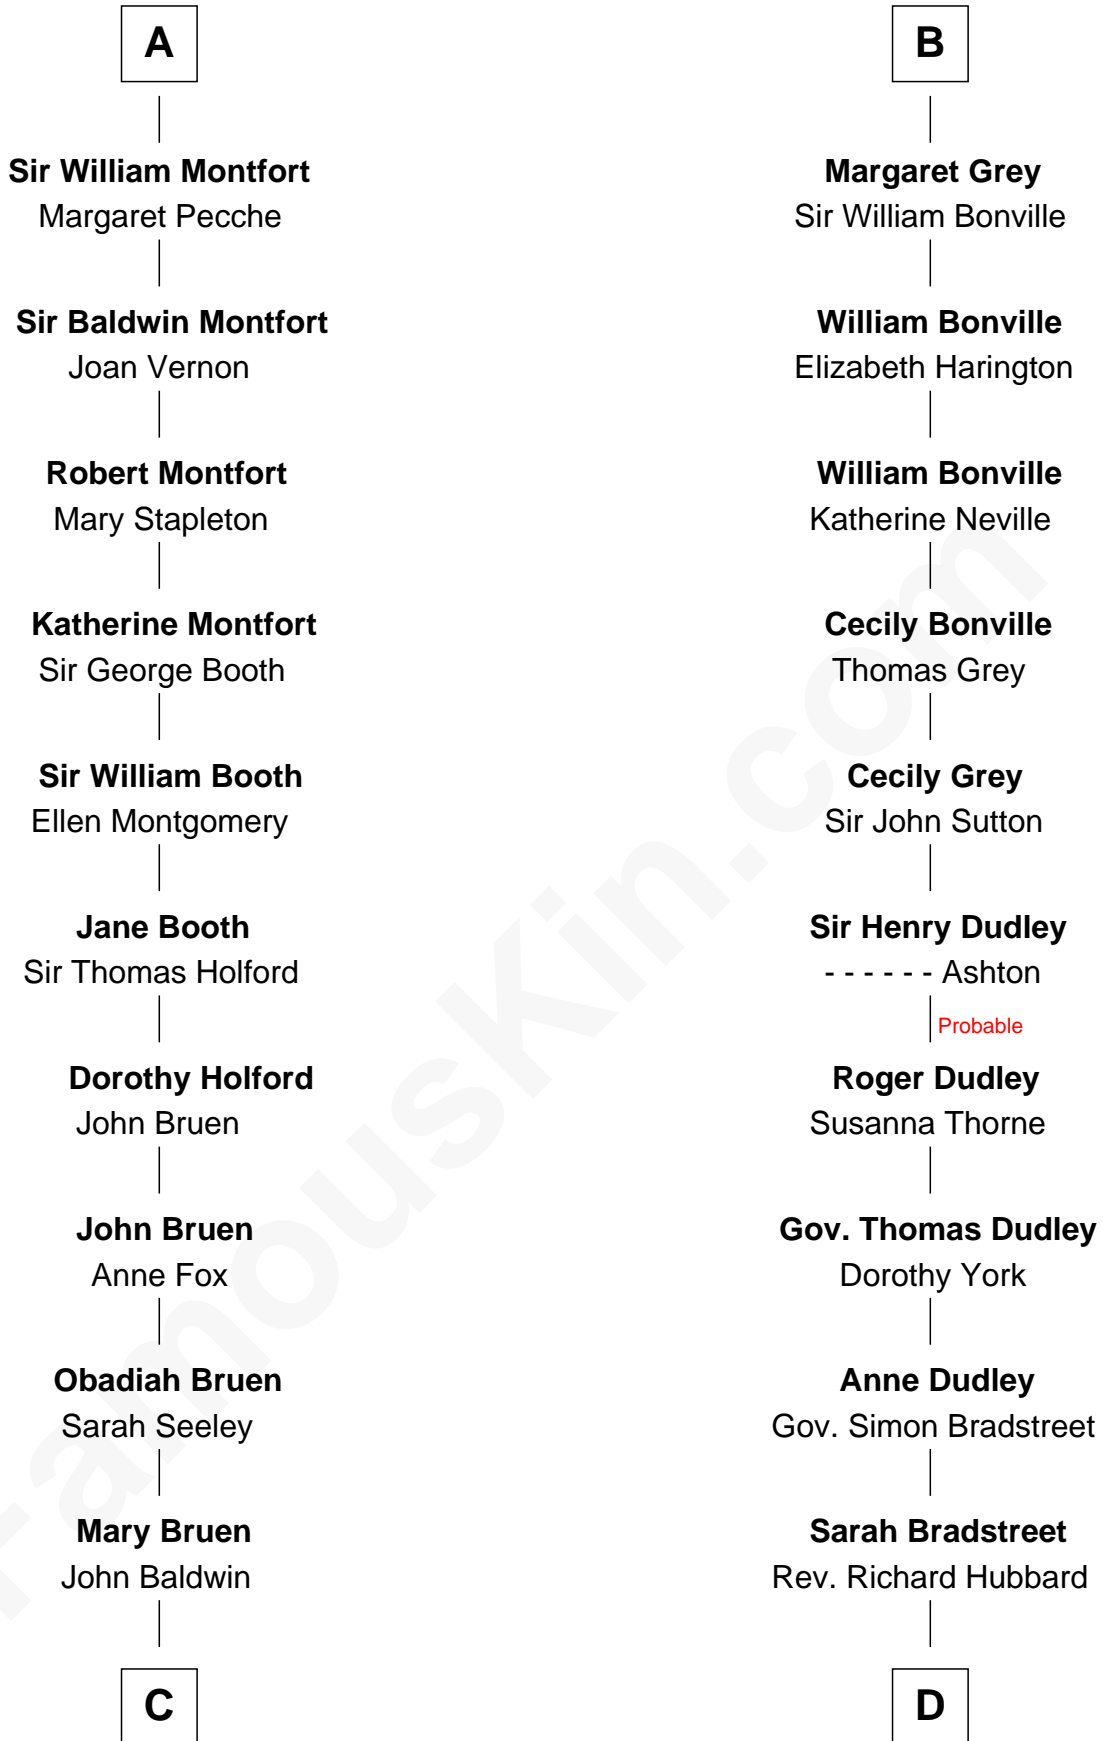 A
Sir William Montfort
Margaret Pecche
Sir Baldwin Montfort
Joan Vernon
Robert Montfort
Mary Stapleton
Katherine Montfort
Sir George Booth
Sir William Booth
Ellen Montgomery
Jane Booth
Sir Thomas Holford
Dorothy Holford
John Bruen
John Bruen
Anne Fox
Obadiah Bruen
Sarah Seeley
Mary Bruen
John Baldwin
C
B
Margaret Grey
Sir William Bonville
William Bonville
Elizabeth Harington
William Bonville
Katherine Neville
Cecily Bonville
Thomas Grey
Cecily Grey
Sir John Sutton
Sir Henry Dudley
- - - - - - Ashton
Probable
Roger Dudley
Susanna Thorne
Gov. Thomas Dudley
Dorothy York
Anne Dudley
Gov. Simon Bradstreet
Sarah Bradstreet
Rev. Richard Hubbard
D
FamousKin.com